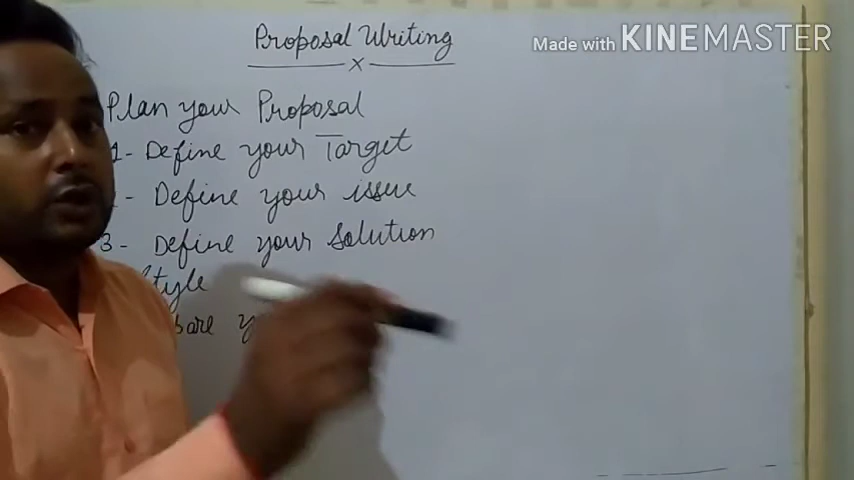 Proposal Writing
Made with KINEMASTER
Plan your Proposal
1- Define your Target
- Define your issue
3- Define your Solution
Style